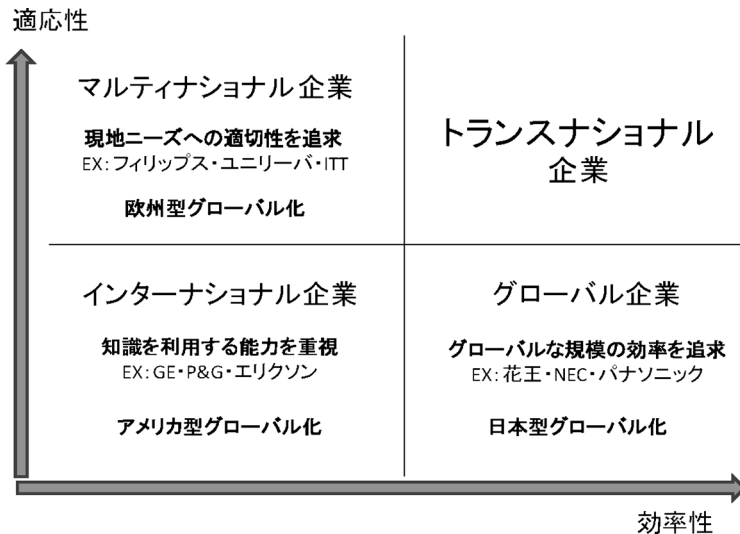 適応性
マルティナショナル企業
現地ニーズへの適切性を追求
EX:フィリップス・ユニリーバ・ITT
欧州型グローバル化
トランスナショナル
企業
インターナショナル企業
知識を利用する能力を重視
EX:GE・P&G・エリクソン
アメリカ型グローバル化
グローバル企業
グローバルな規模の効率を追求
EX:花王・NEC・パナソニック
日本型グローバル化
効率性